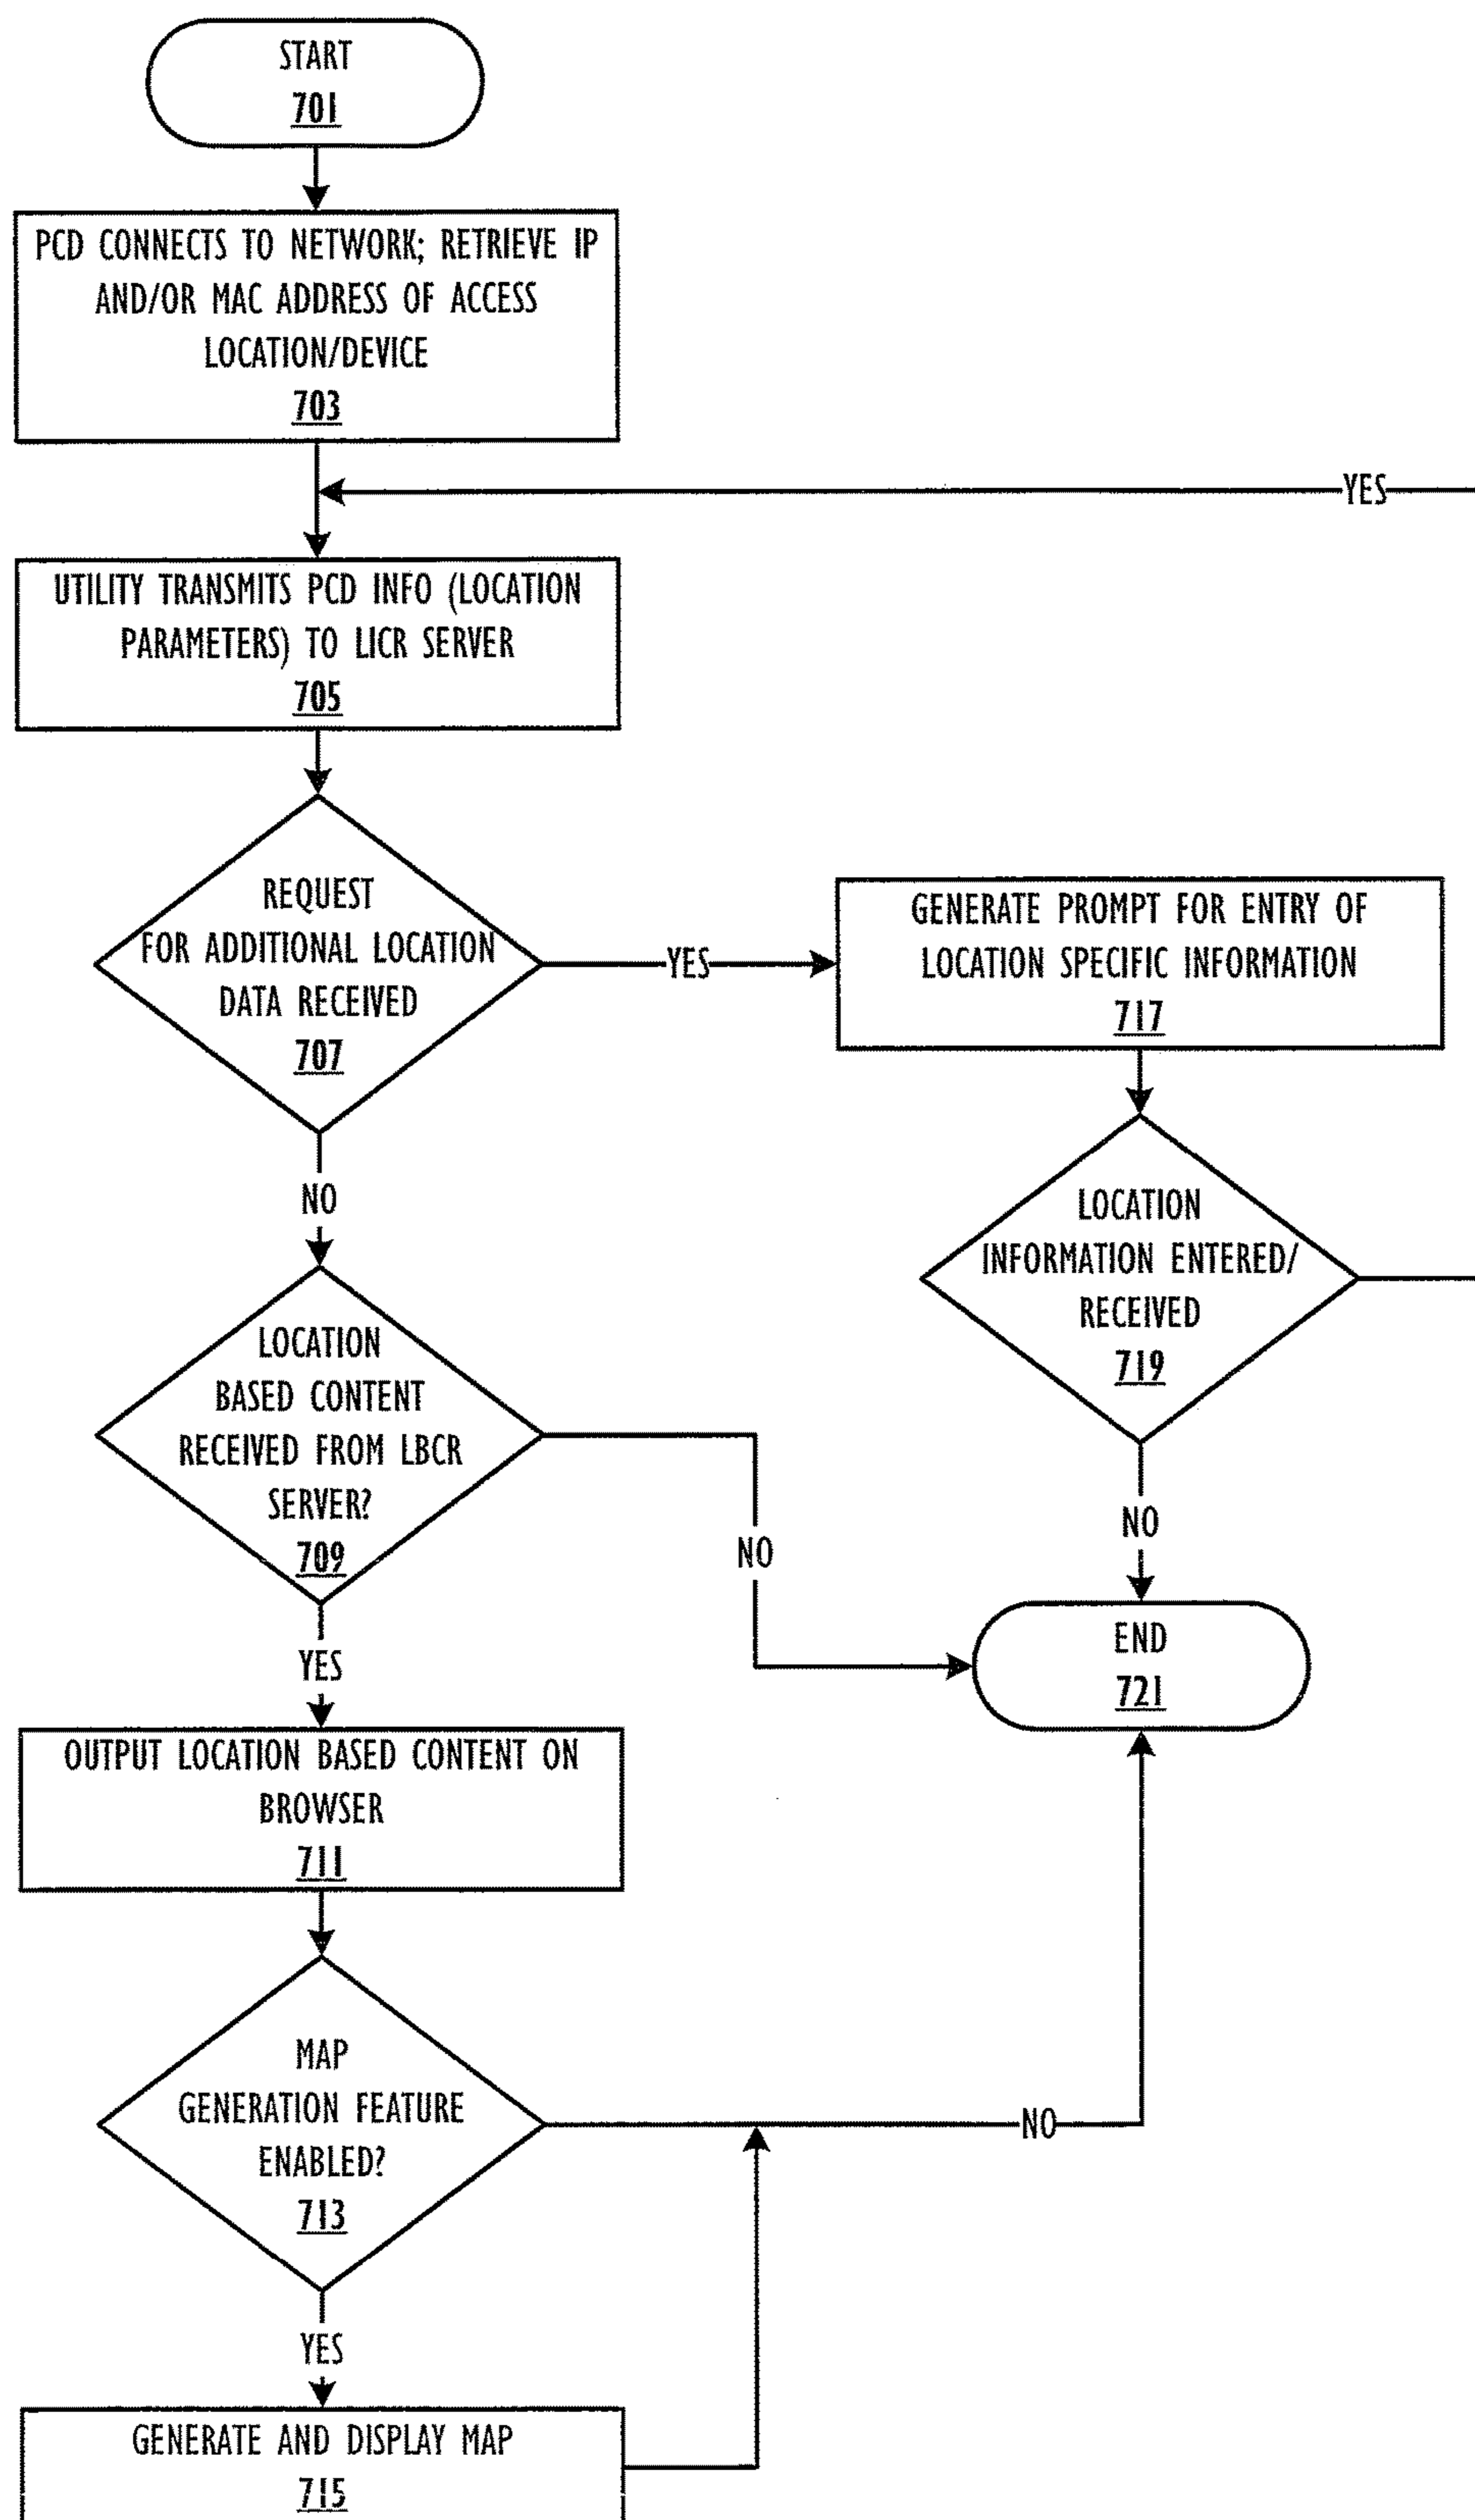 START
701
PCD CONNECTS TO NETWORK; RETRIEVE IP
AND/OR MAC ADDRESS OF ACCESS
LOCATION/DEVICE
703
YES
UTILITY TRANSMITS PCD INFO (LOCATION
PARAMETERS) TO LICR SERVER
705
REQUEST
FOR ADDITIONAL LOCATION
DATA RECEIVED
707
YES
GENERATE PROMPT FOR ENTRY OF
LOCATION SPECIFIC INFORMATION
717
NO
LOCATION
INFORMATION ENTERED/
RECEIVED
719
LOCATION
BASED CONTENT
RECEIVED FROM LBCR
SERVER?
709
NO
NO
YES
END
721
OUTPUT LOCATION BASED CONTENT ON
BROWSER
711
MAP
GENERATION FEATURE
ENABLED?
713
NO
YES
GENERATE AND DISPLAY MAP
715